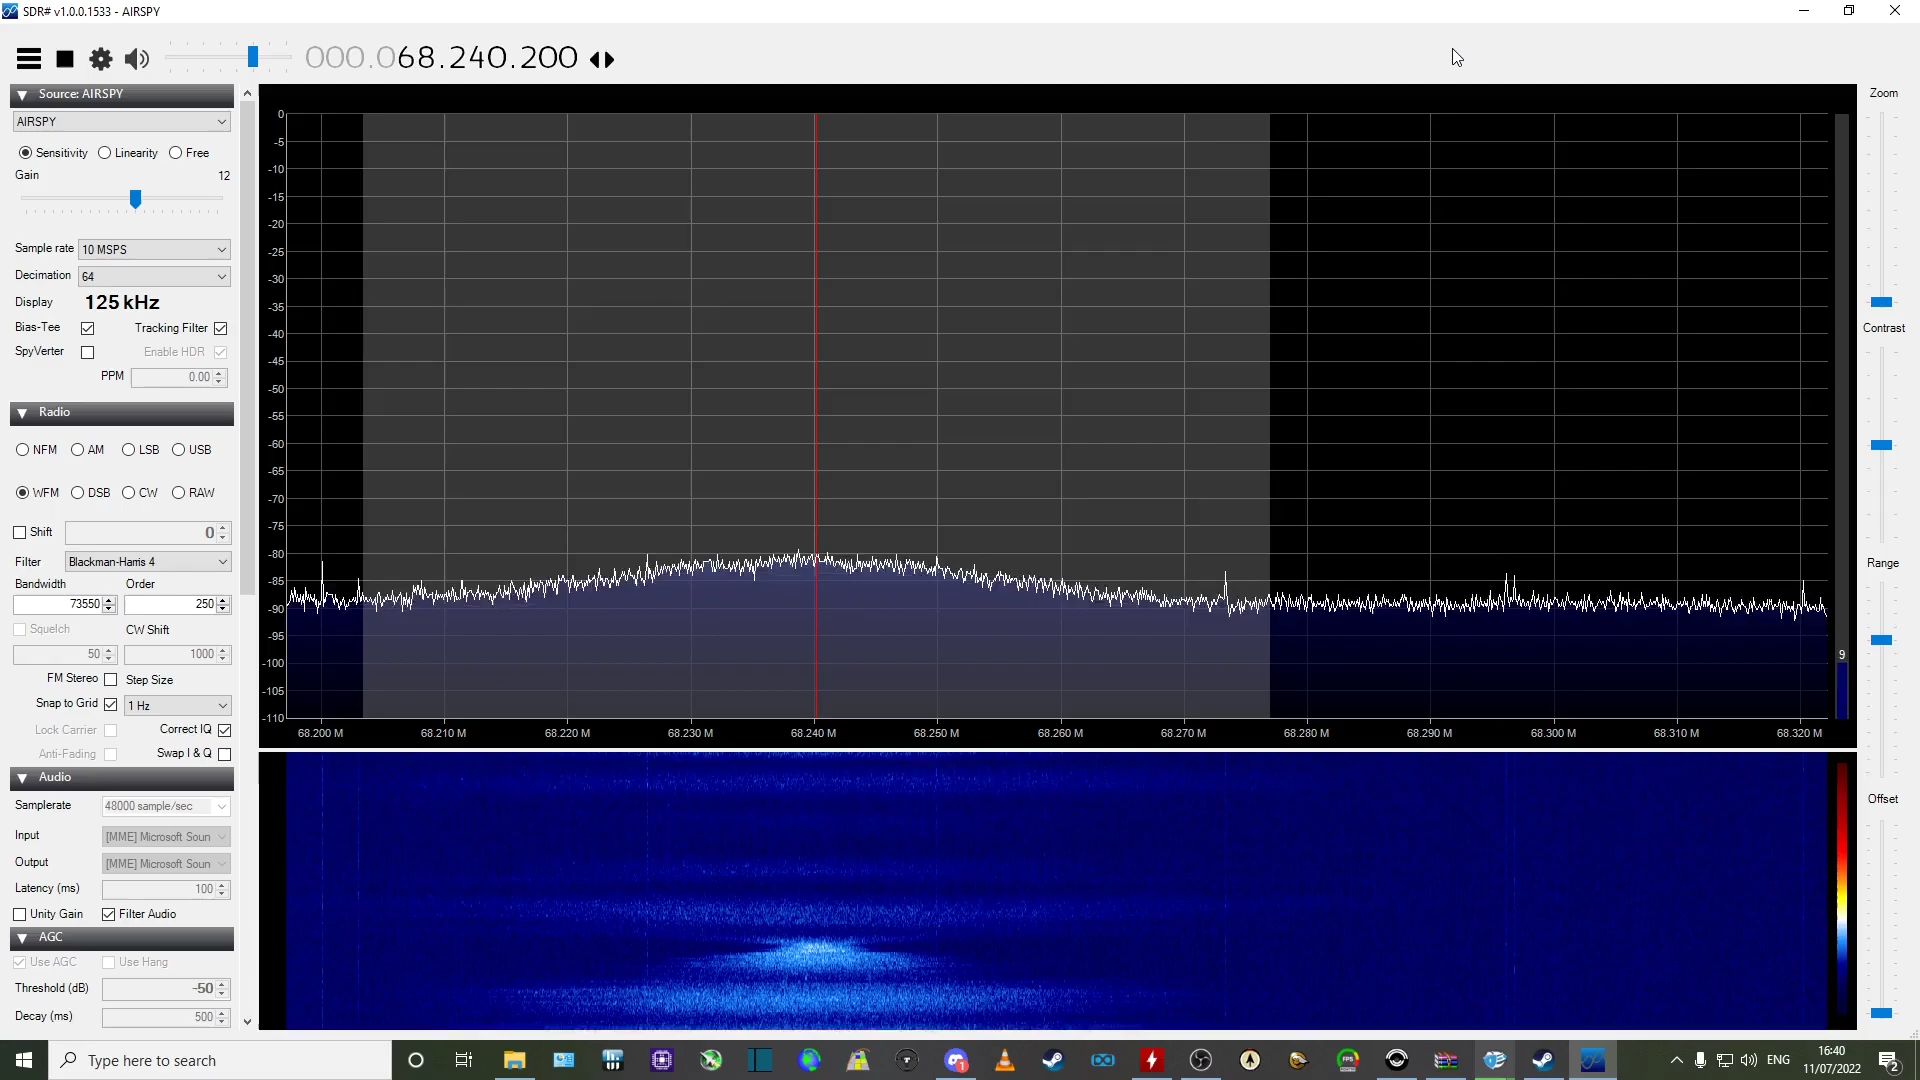 SDR# v1.0.0.1533 - AIRSPY
000.068.240.200
Source: AIRSPY
AIRSPY
Sensitivity Linearity Free
Gain 12
Sample rate 10 MSPS
Decimation 64
Display 125 kHz
Bias-Tee Tracking Filter
SpyVerter Enable HDR
PPM 0.00
Radio
NFM AM LSB USB
WFM DSB CW RAW
Shift 0
Filter Blackman-Harris 4
Bandwidth Order
73550 250
Squelch CW Shift
50 1000
FM Stereo Step Size
Snap to Grid 1 Hz
Lock Carrier Correct IQ
Anti-Fading Swap I & Q
Audio
Samplerate 48000 sample/sec
Input [MME] Microsoft Soun
Output [MME] Microsoft Soun
Latency (ms) 100
Unity Gain Filter Audio
AGC
Use AGC Use Hang
Threshold (dB) -50
Decay (ms) 500
0
-5
-10
-15
-20
-25
-30
-35
-40
-45
-50
-55
-60
-65
-70
-75
-80
-85
-90
-95
-100
-105
-110
68.200 M 68.210 M 68.220 M 68.230 M 68.240 M 68.250 M 68.260 M 68.270 M 68.280 M 68.290 M 68.300 M 68.310 M 68.320 M
9
Zoom
Contrast
Range
Offset
Type here to search
1
FPS
ENG
16:40
11/07/2022
2